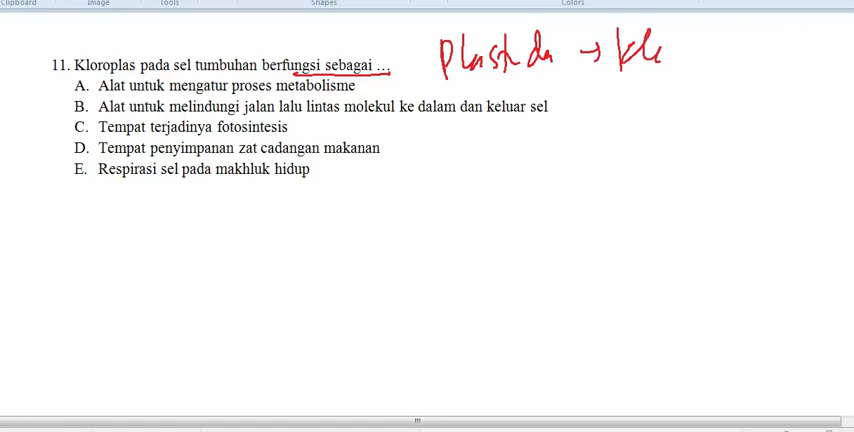 Clipboard Image Tools Shapes Colors
Plastida → klo
11. Kloroplas pada sel tumbuhan berfungsi sebagai …
A. Alat untuk mengatur proses metabolisme
B. Alat untuk melindungi jalan lalu lintas molekul ke dalam dan keluar sel
C. Tempat terjadinya fotosintesis
D. Tempat penyimpanan zat cadangan makanan
E. Respirasi sel pada makhluk hidup